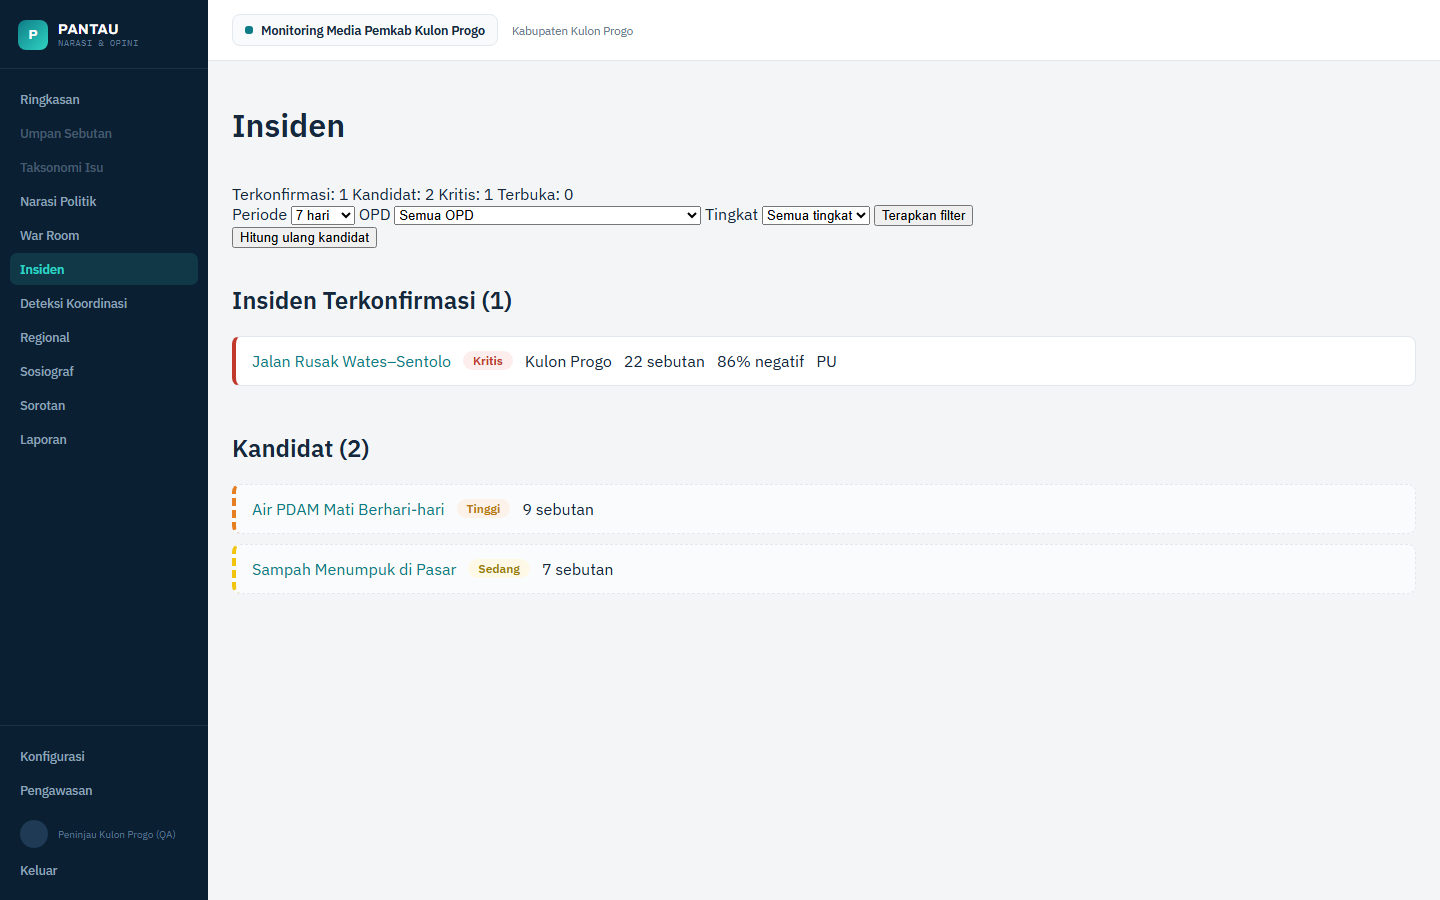 P
PANTAU
NARASI & OPINI
Ringkasan
Umpan Sebutan
Taksonomi Isu
Narasi Politik
War Room
Insiden
Deteksi Koordinasi
Regional
Sosiograf
Sorotan
Laporan
Konfigurasi
Pengawasan
Peninjau Kulon Progo (QA)
Keluar
Monitoring Media Pemkab Kulon Progo Kabupaten Kulon Progo
Insiden
Terkonfirmasi: 1 Kandidat: 2 Kritis: 1 Terbuka: 0
Periode 7 hari OPD Semua OPD Tingkat Semua tingkat Terapkan filter
Hitung ulang kandidat
Insiden Terkonfirmasi (1)
Jalan Rusak Wates–Sentolo Kritis Kulon Progo 22 sebutan 86% negatif PU
Kandidat (2)
Air PDAM Mati Berhari-hari Tinggi 9 sebutan
Sampah Menumpuk di Pasar Sedang 7 sebutan